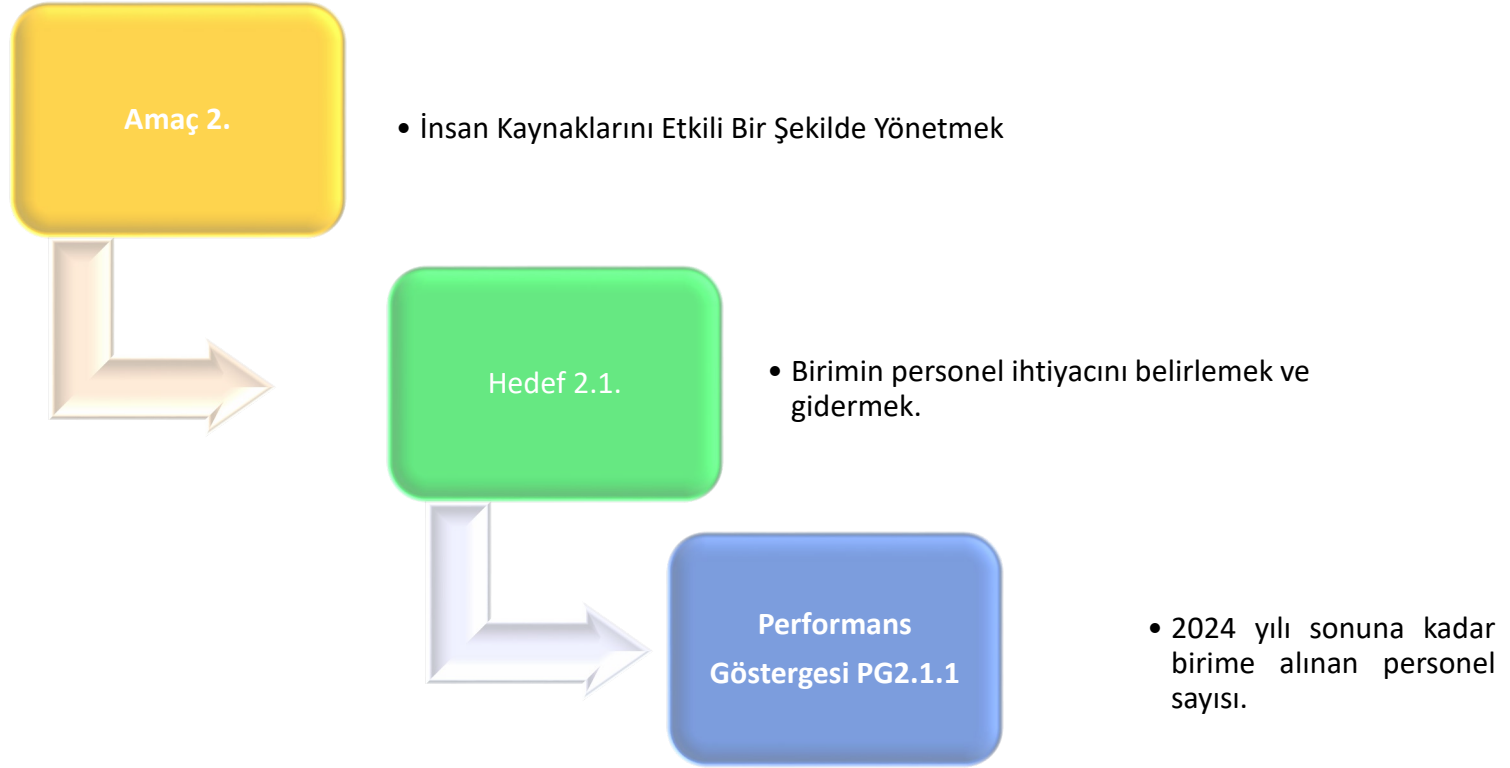 Amaç 2.
• İnsan Kaynaklarını Etkili Bir Şekilde Yönetmek
Hedef 2.1.
• Birimin personel ihtiyacını belirlemek ve
gidermek.
Performans
Göstergesi PG2.1.1
• 2024 yılı sonuna kadar
birime alınan personel
sayısı.